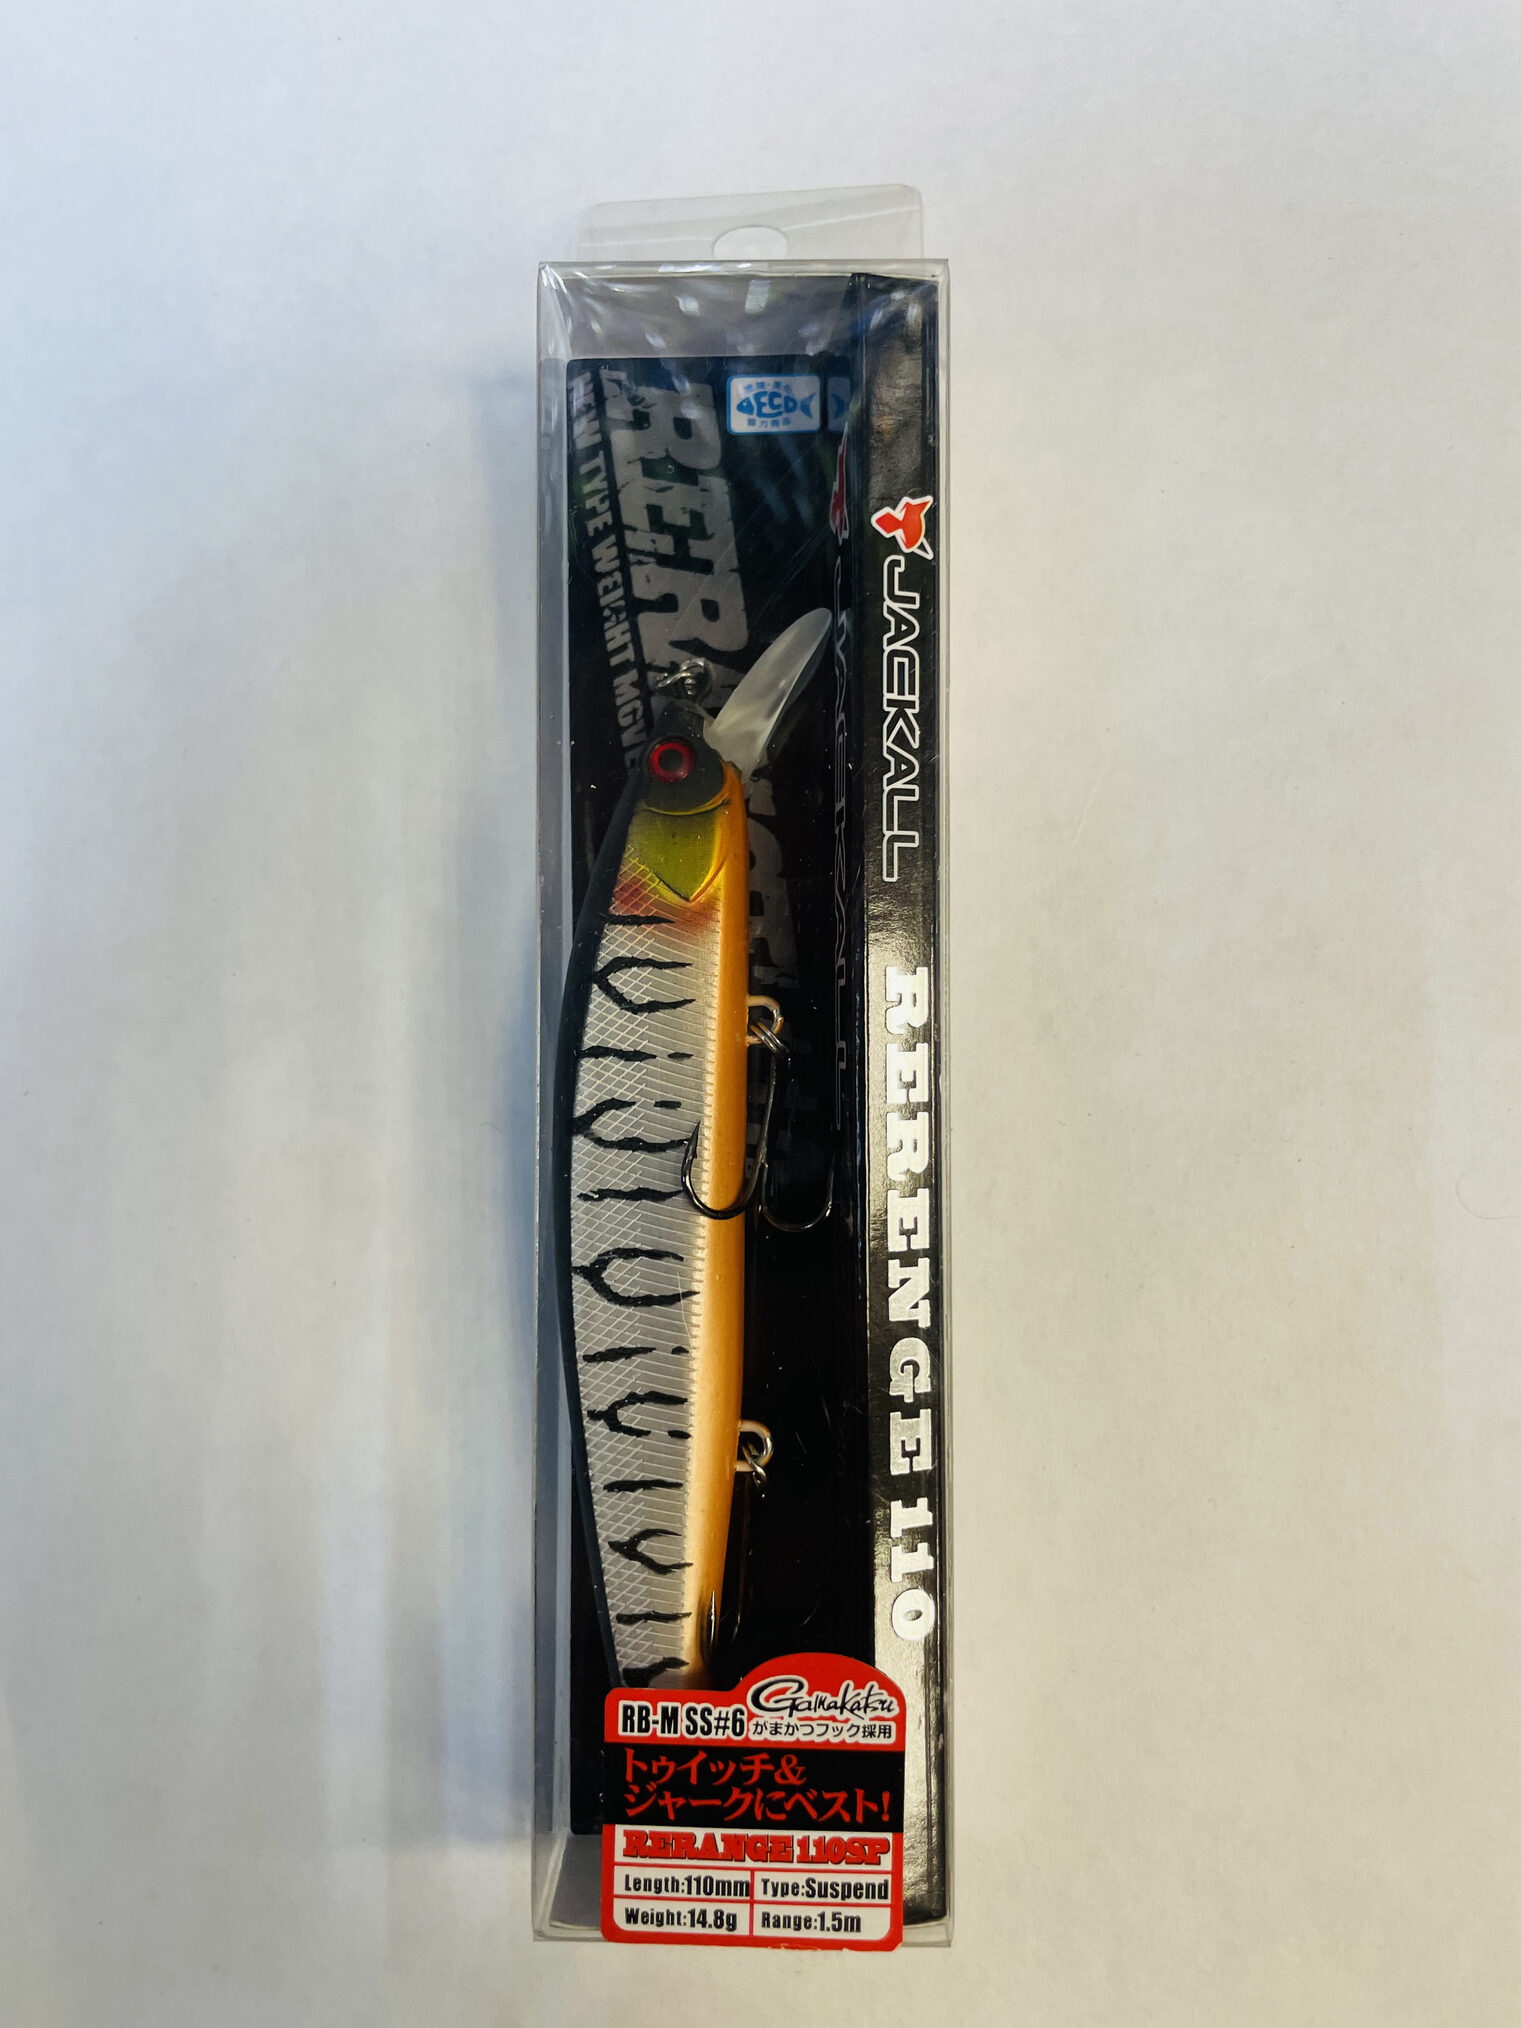 ECO
JACKALL
RERENGE 110
NEW TYPE WEIGHT
RB-M SS#6
Gamakatsu
がまかつフック採用
トゥイッチ&
ジャークにベスト!
RERANGE 110SP
Length:110mm
Type:Suspend
Weight:14.8g
Range:1.5m